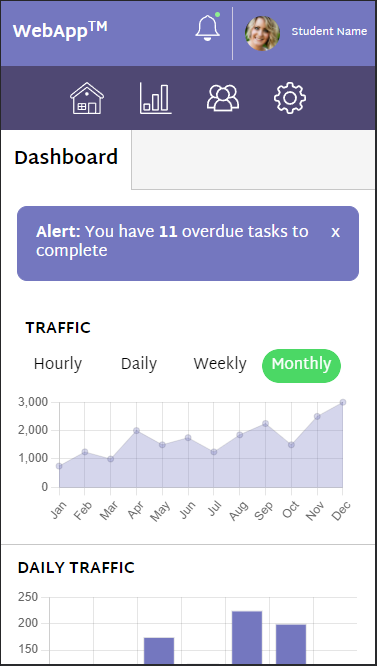 WebApp™
Student Name
Dashboard
Alert: You have 11 overdue tasks to x
complete
TRAFFIC
Hourly Daily Weekly Monthly
3,000
2,000
1,000
0
Jan Feb Mar Apr May Jun Jul Aug Sep Oct Nov Dec
DAILY TRAFFIC
250
200
150